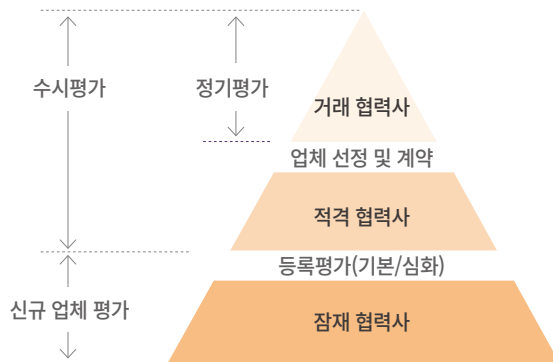 수시평가
정기평가
거래 협력사
업체 선정 및 계약
적격 협력사
등록평가(기본/심화)
신규 업체 평가
잠재 협력사